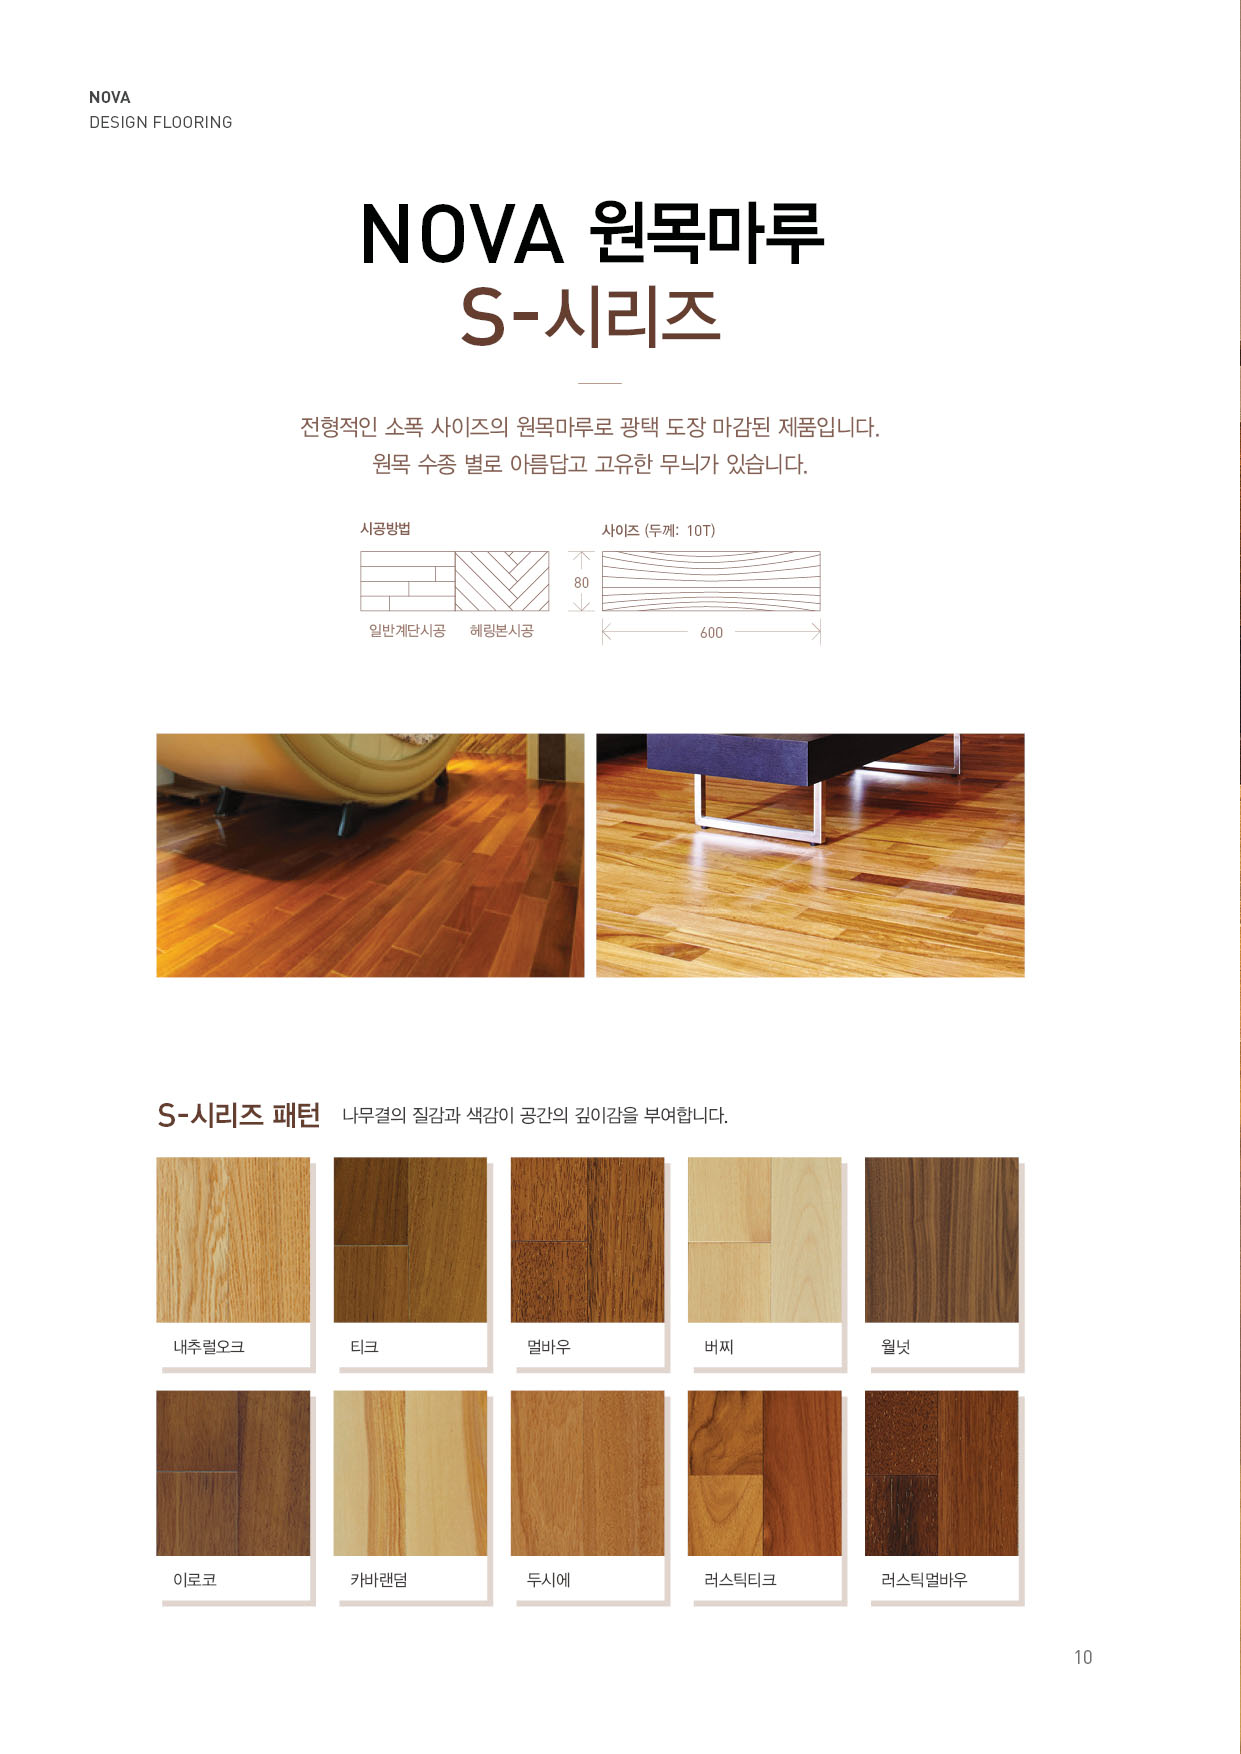 NOVA
DESIGN FLOORING
NOVA 원목마루
S-시리즈
전형적인 소폭 사이즈의 원목마루로 광택 도장 마감된 제품입니다.
원목 수종 별로 아름답고 고유한 무늬가 있습니다.
시공방법
사이즈 (두께: 10T)
80
일반계단시공 헤링본시공
600
S-시리즈 패턴 나무결의 질감과 색감이 공간의 깊이감을 부여합니다.
내추럴오크 티크 멀바우 버찌 월넛
이로코 카바랜덤 두시에 러스틱티크 러스틱멀바우
10